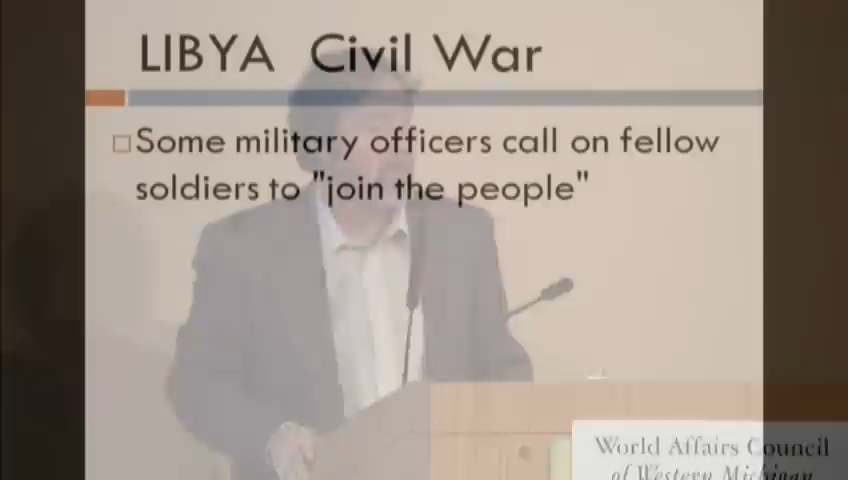 LIBYA Civil War
Some military officers call on fellow
soldiers to "join the people"
World Affairs Council
of Western Michigan